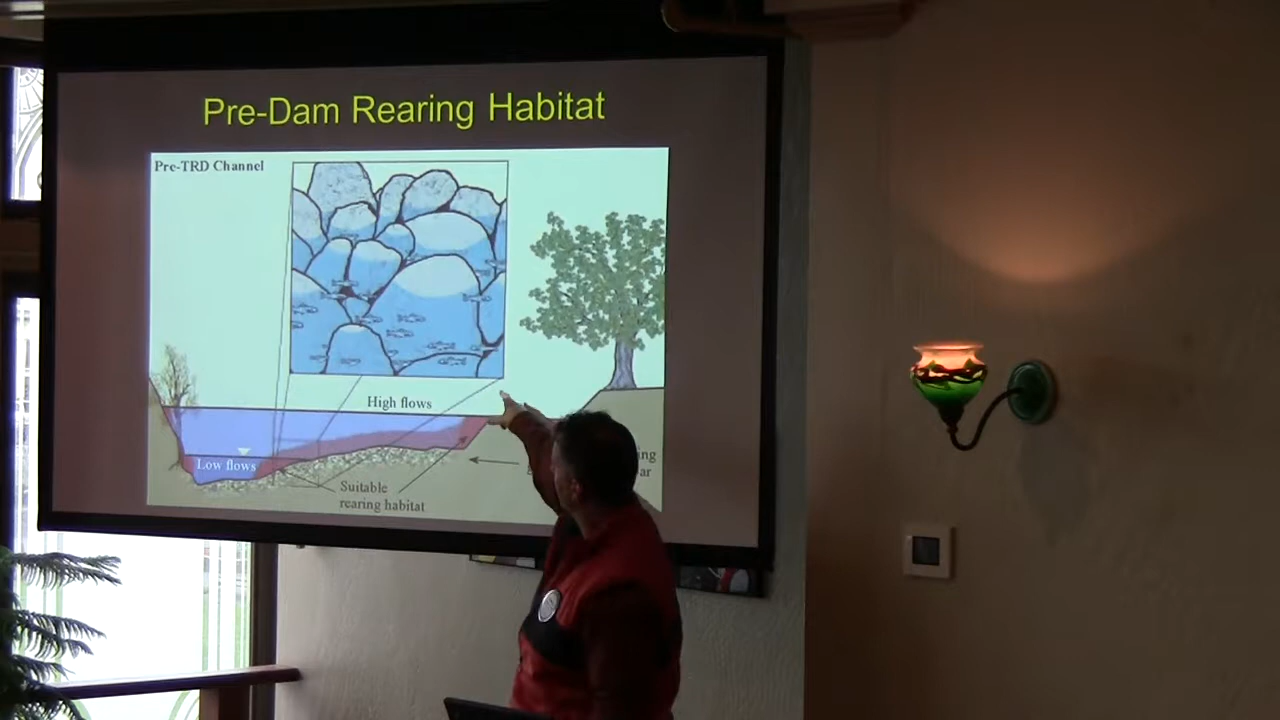 Pre-Dam Rearing Habitat
Pre-TRD Channel
High flows
Low flows
Suitable
rearing habitat